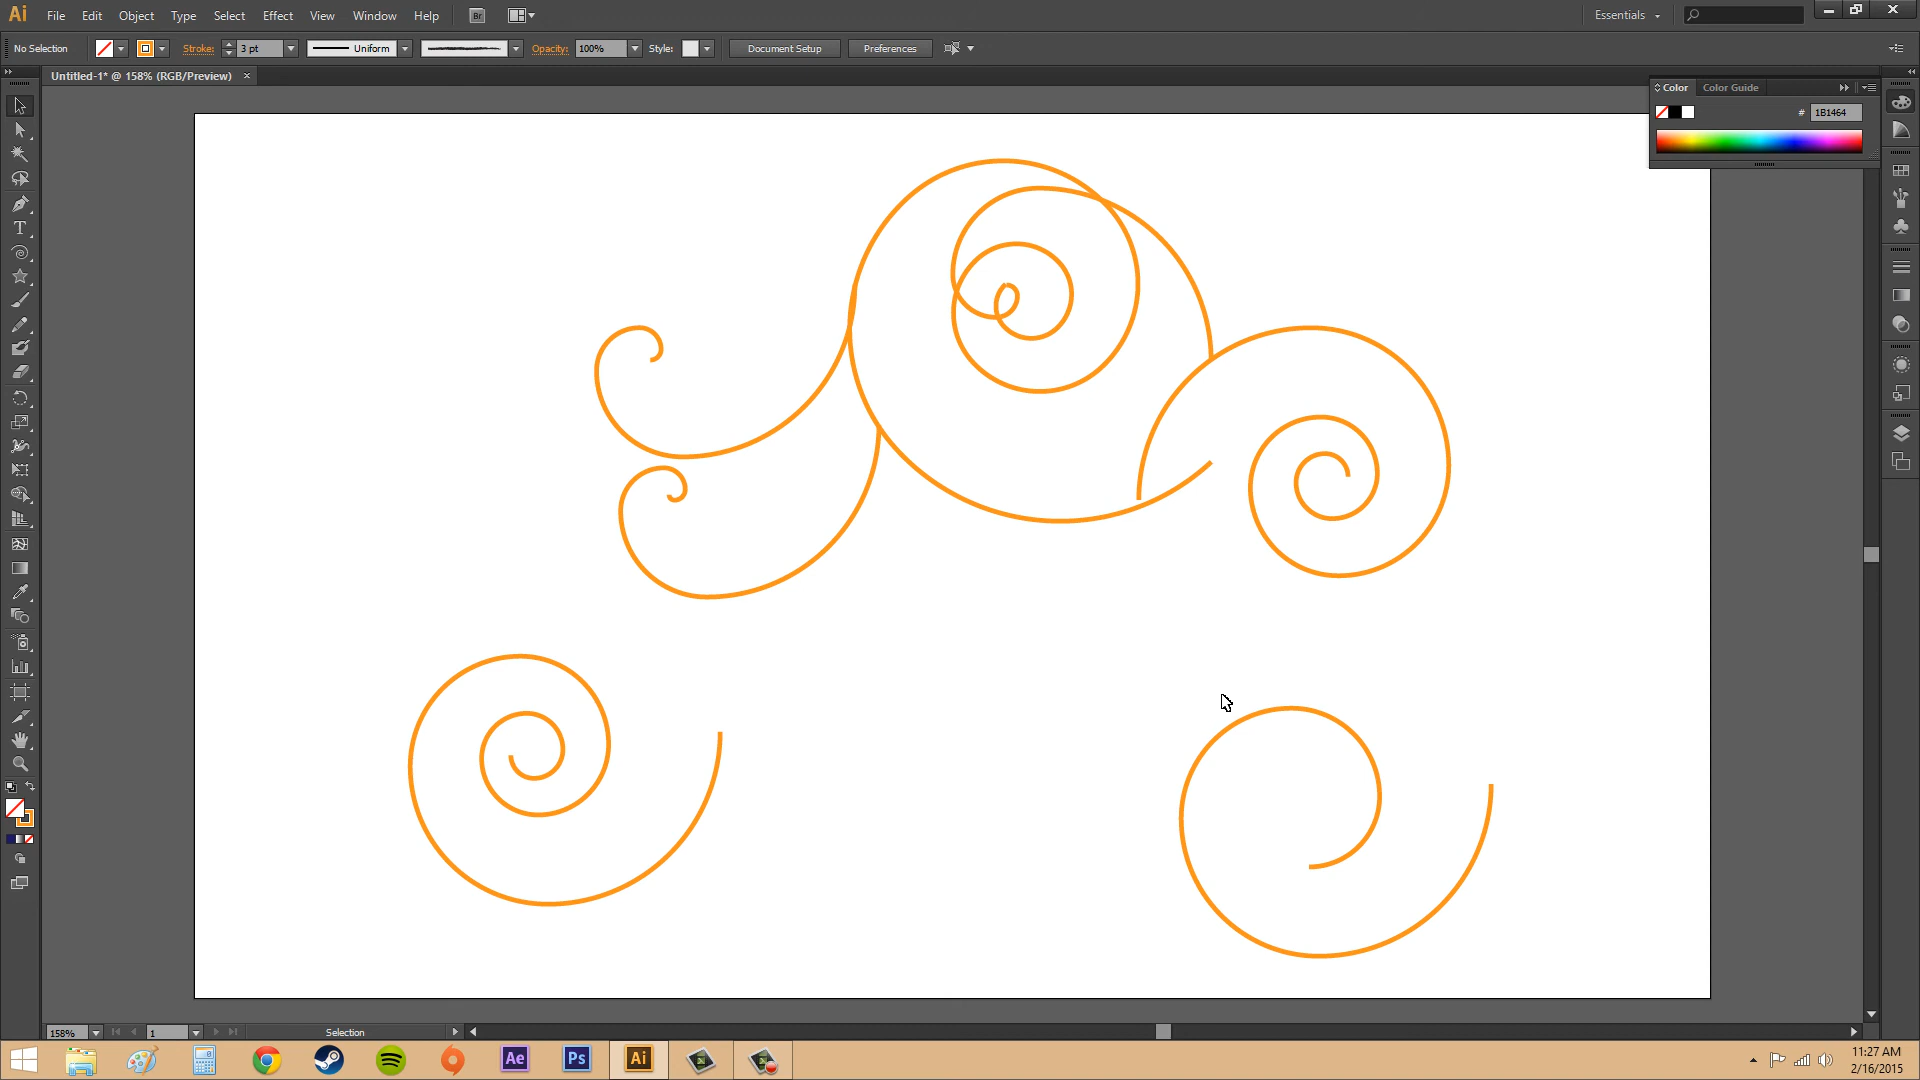 Ai File Edit Object Type Select Effect View Window Help Br Essentials
No Selection Stroke: 3 pt Uniform Opacity: 100% Style: Document Setup Preferences
Untitled-1* @ 158% (RGB/Preview) ×
Color Color Guide
# 1B1464
T
158% 1 Selection
Ae Ps Ai
11:27 AM
2/16/2015